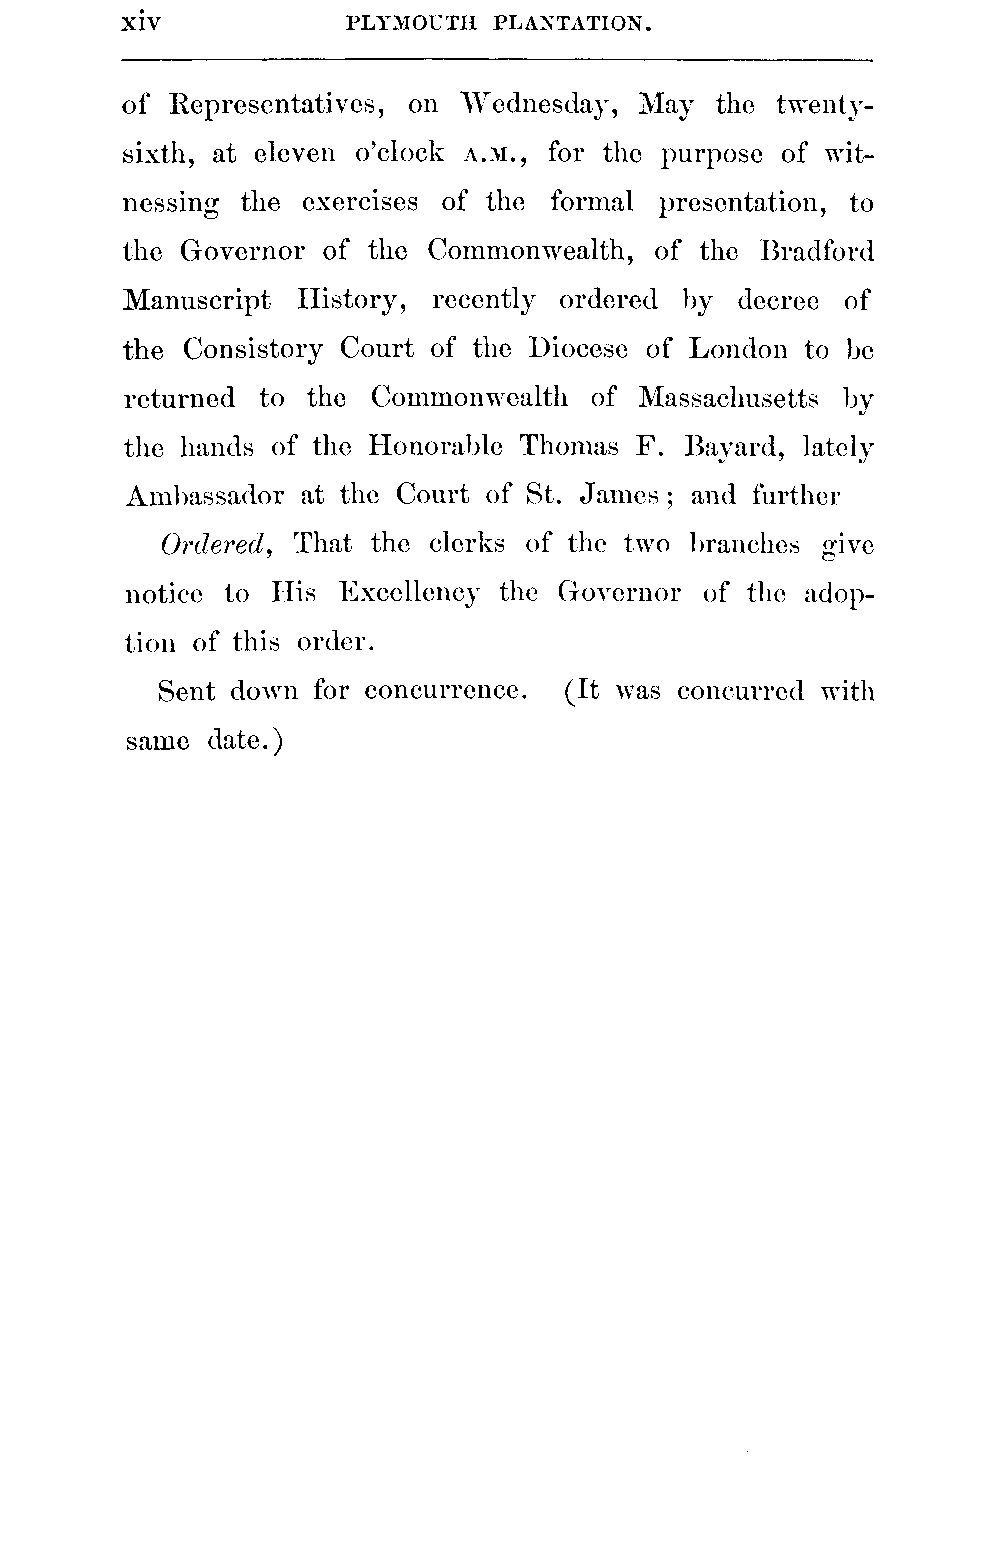 xiv PLYMOUTH PLANTATION.
of Representatives, on Wednesday, May the twenty-
sixth, at eleven o'clock A.M., for the purpose of wit-
nessing the exercises of the formal presentation, to
the Governor of the Commonwealth, of the Bradford
Manuscript History, recently ordered by decree of
the Consistory Court of the Diocese of London to be
returned to the Commonwealth of Massachusetts by
the hands of the Honorable Thomas F. Bayard, lately
Ambassador at the Court of St. James; and further
Ordered, That the clerks of the two branches give
notice to His Excellency the Governor of the adop-
tion of this order.
Sent down for concurrence. (It was concurred with
same date.)